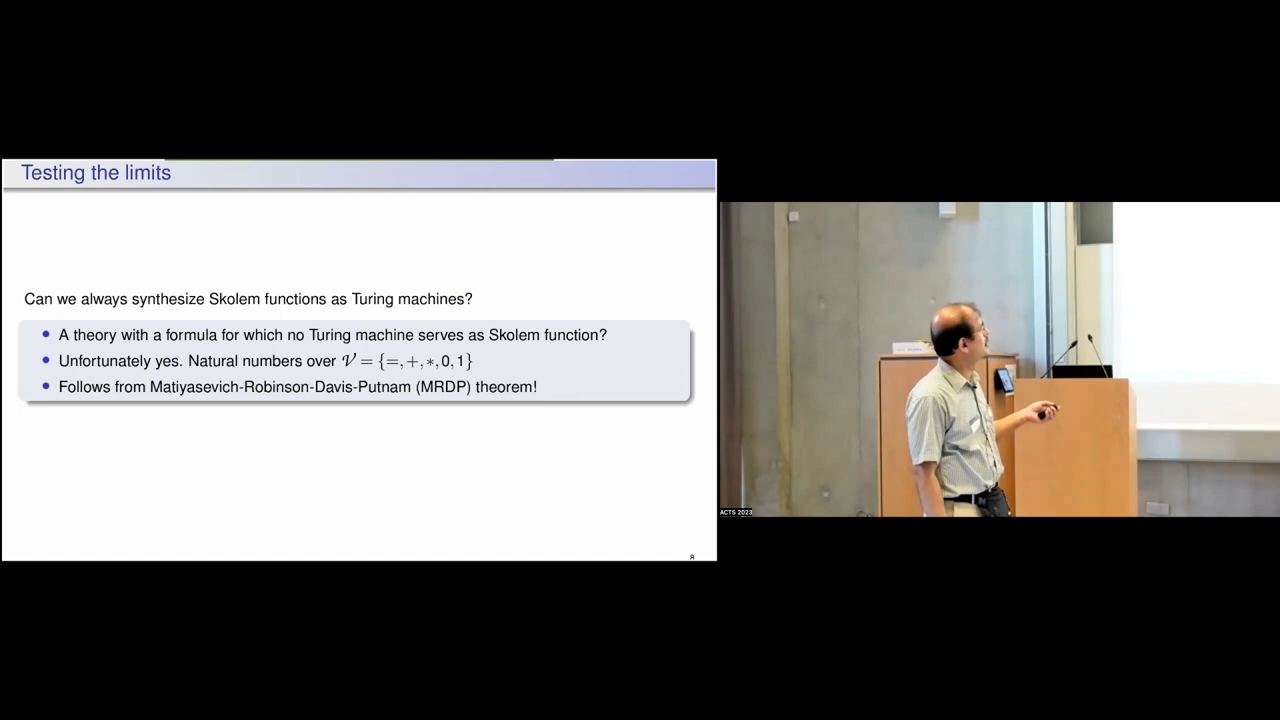 Testing the limits
Can we always synthesize Skolem functions as Turing machines?
• A theory with a formula for which no Turing machine serves as Skolem function?
• Unfortunately yes. Natural numbers over 𝒱 = {=, +, ∗, 0, 1}
• Follows from Matiyasevich-Robinson-Davis-Putnam (MRDP) theorem!
8
ACTS 2023